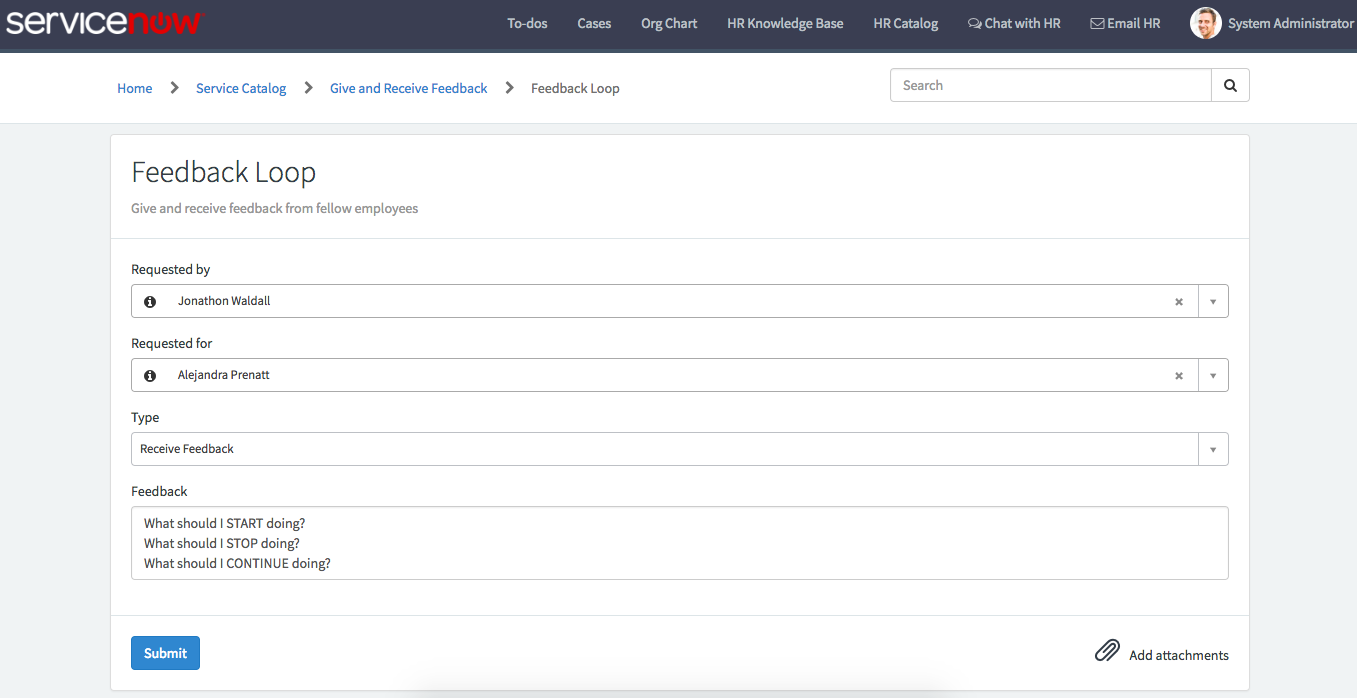 servicenow To-dos Cases Org Chart HR Knowledge Base HR Catalog Chat with HR Email HR System Administrator
Home Service Catalog Give and Receive Feedback Feedback Loop Search
Feedback Loop
Give and receive feedback from fellow employees
Requested by
Jonathon Waldall
Requested for
Alejandra Prenatt
Type
Receive Feedback
Feedback
What should I START doing?
What should I STOP doing?
What should I CONTINUE doing?
Submit Add attachments